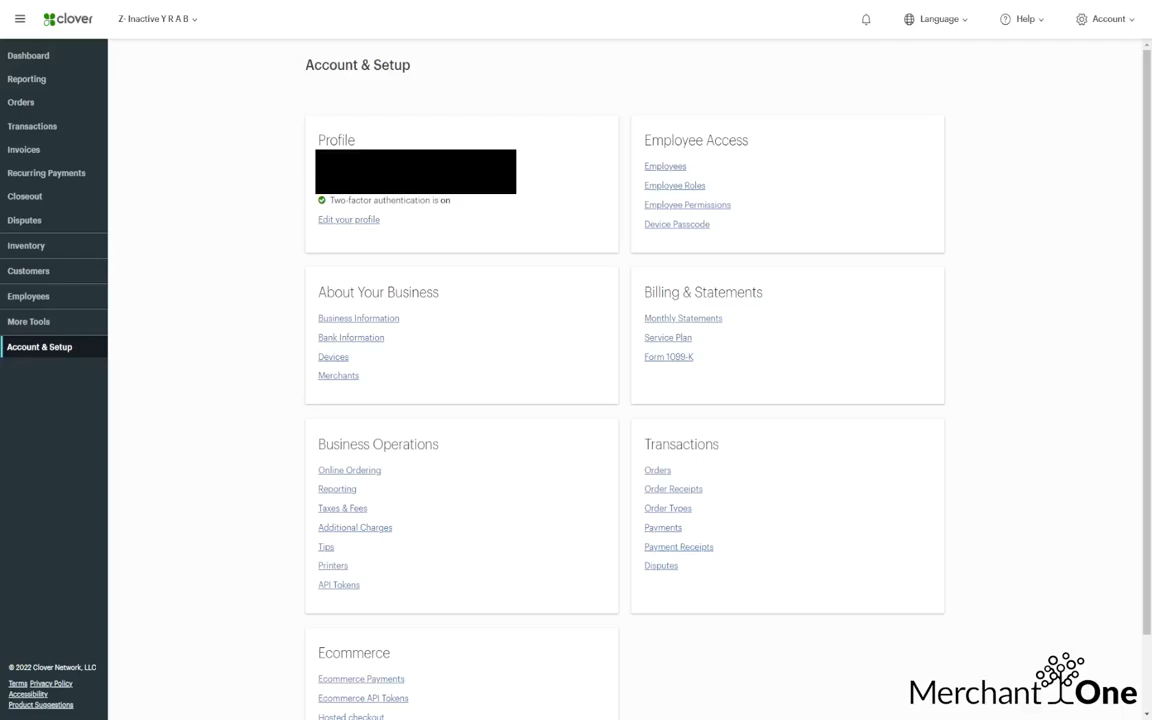 clover
Z- Inactive Y R A B
Language
Help
Account
Dashboard
Reporting
Orders
Transactions
Invoices
Recurring Payments
Closeout
Disputes
Inventory
Customers
Employees
More Tools
Account & Setup
© 2022 Clover Network, LLC
Terms Privacy Policy
Accessibility
Product Suggestions
Account & Setup
Profile
Two-factor authentication is on
Edit your profile
Employee Access
Employees
Employee Roles
Employee Permissions
Device Passcode
About Your Business
Business Information
Bank Information
Devices
Merchants
Billing & Statements
Monthly Statements
Service Plan
Form 1099-K
Business Operations
Online Ordering
Reporting
Taxes & Fees
Additional Charges
Tips
Printers
API Tokens
Transactions
Orders
Order Receipts
Order Types
Payments
Payment Receipts
Disputes
Ecommerce
Ecommerce Payments
Ecommerce API Tokens
Hosted checkout
Merchant One